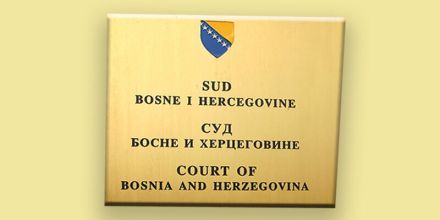 SUD
BOSNE I HERCEGOVINE
СУД
БОСНЕ И ХЕРЦЕГОВИНЕ
COURT OF
BOSNIA AND HERZEGOVINA